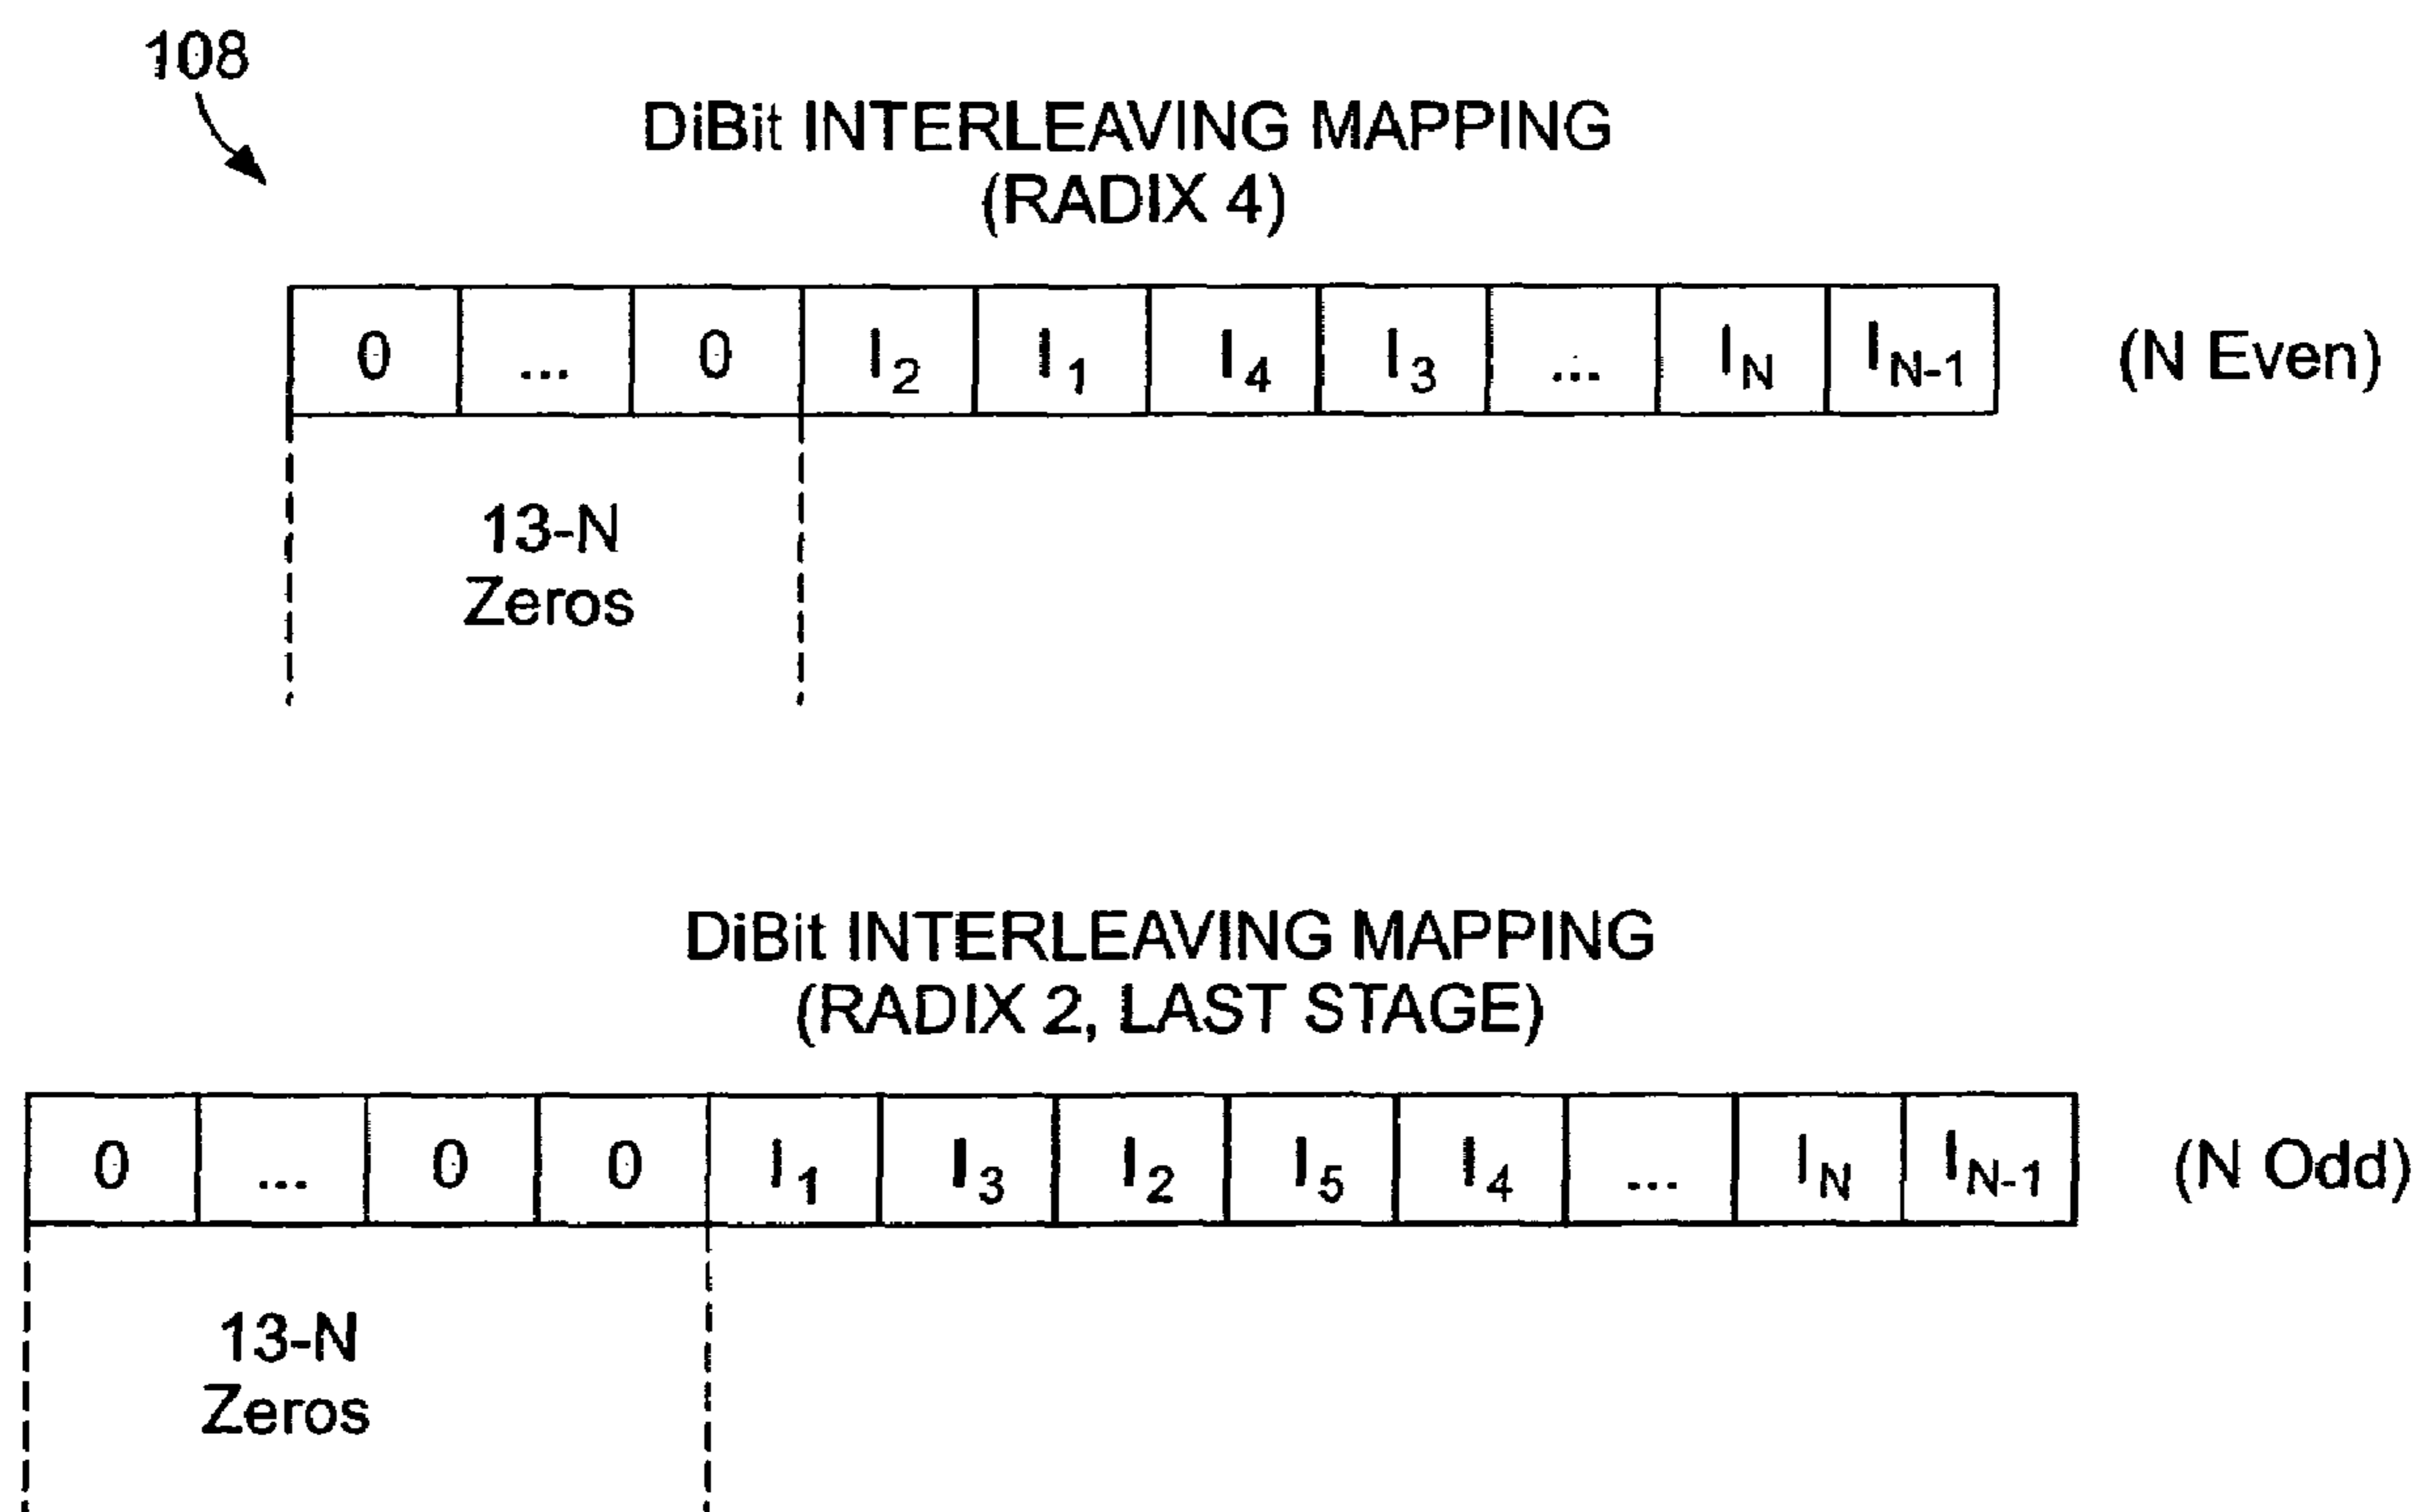 108
DiBit INTERLEAVING MAPPING
(RADIX 4)
0 ... 0 I2 I1 I4 I3 ... IN IN-1 (N Even)
13-N
Zeros
DiBit INTERLEAVING MAPPING
(RADIX 2, LAST STAGE)
0 ... 0 0 I1 I3 I2 I5 I4 ... IN IN-1 (N Odd)
13-N
Zeros